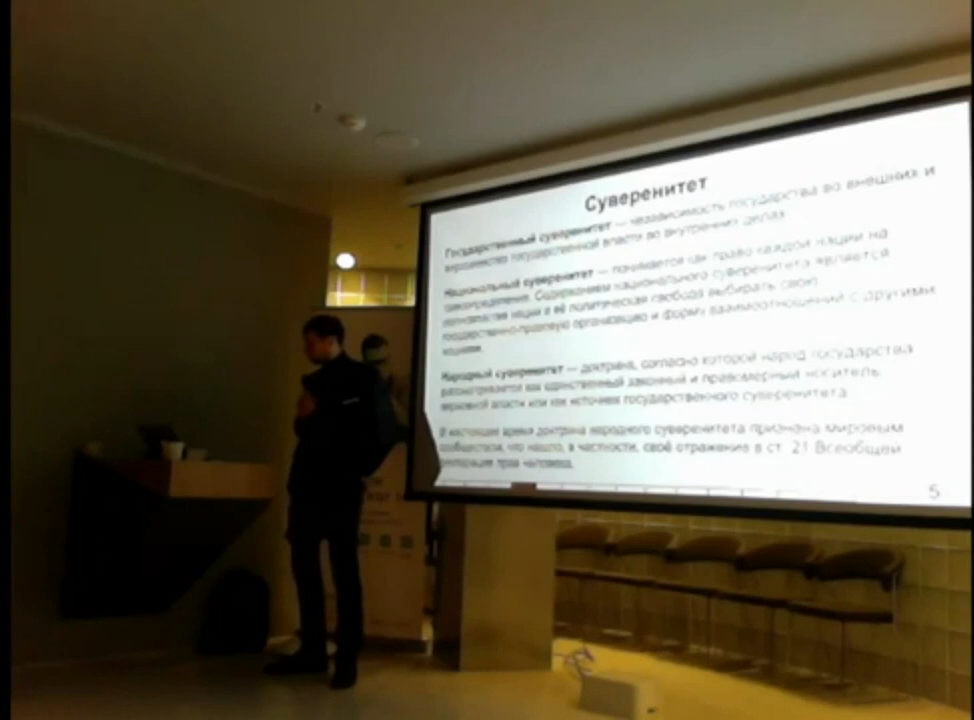 Суверенитет
Государственный суверенитет — независимость государства во внешних и
верховенство государственной власти во внутренних делах.
Национальный суверенитет — понимается как право каждой нации на
самоопределение. Содержанием национального суверенитета является
полновластие нации и её политическая свобода выбирать свою
государственно-правовую организацию и форму взаимоотношений с другими
нациями.
Народный суверенитет — доктрина, согласно которой народ государства
рассматривается как единственный законный и правомерный носитель
верховной власти или как источник государственного суверенитета.
В настоящее время доктрина народного суверенитета признана мировым
сообществом, что нашло, в частности, своё отражение в ст. 21 Всеобщей
декларации прав человека.
5